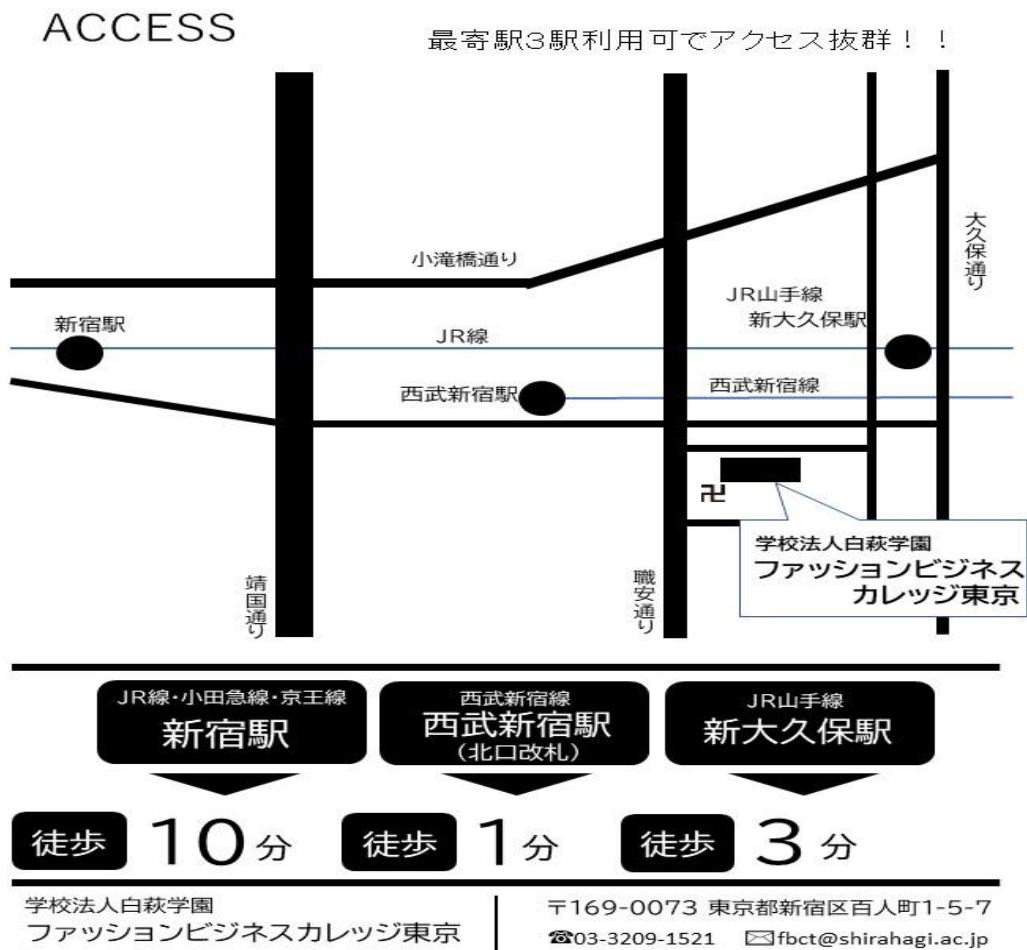 ACCESS
最寄駅3駅利用可でアクセス抜群！！
小滝橋通り
大久保通り
JR山手線
新大久保駅
新宿駅
JR線
西武新宿駅
西武新宿線
卍
学校法人白萩学園
ファッションビジネス
カレッジ東京
靖国通り
職安通り
JR線・小田急線・京王線
新宿駅
西武新宿線
西武新宿駅
(北口改札)
JR山手線
新大久保駅
徒歩 10分
徒歩 1分
徒歩 3分
学校法人白萩学園
ファッションビジネスカレッジ東京
〒169-0073 東京都新宿区百人町1-5-7
☎03-3209-1521 ✉fbct@shirahagi.ac.jp